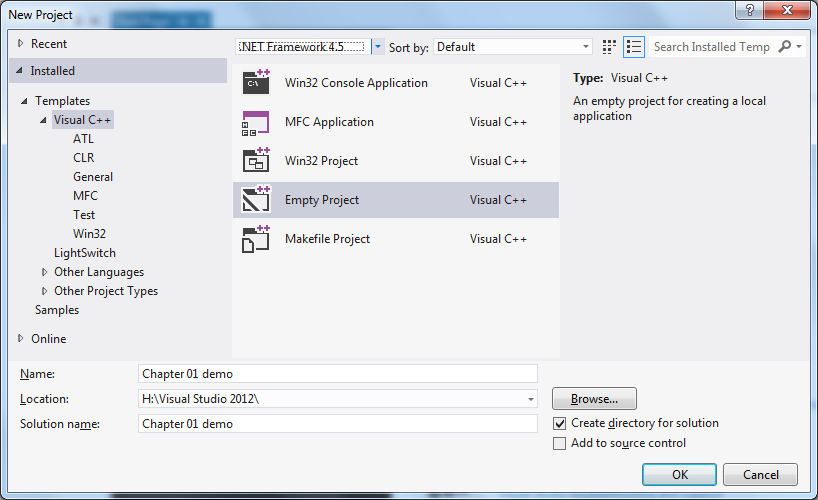 New Project
Recent
.NET Framework 4.5
Sort by:
Default
Search Installed Temp
Installed
Templates
Visual C++
ATL
CLR
General
MFC
Test
Win32
LightSwitch
Other Languages
Other Project Types
Samples
Online
Win32 Console Application Visual C++
MFC Application Visual C++
Win32 Project Visual C++
Empty Project Visual C++
Makefile Project Visual C++
Type: Visual C++
An empty project for creating a local
application
Name: Chapter 01 demo
Location: H:\Visual Studio 2012\
Browse...
Solution name: Chapter 01 demo
Create directory for solution
Add to source control
OK
Cancel